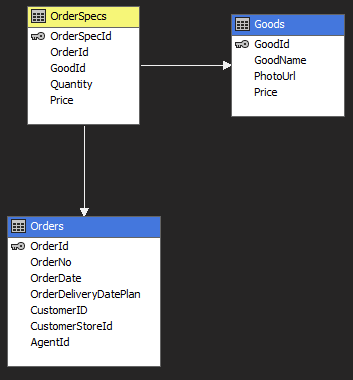 OrderSpecs
OrderSpecId
OrderId
GoodId
Quantity
Price
Goods
GoodId
GoodName
PhotoUrl
Price
Orders
OrderId
OrderNo
OrderDate
OrderDeliveryDatePlan
CustomerID
CustomerStoreId
AgentId